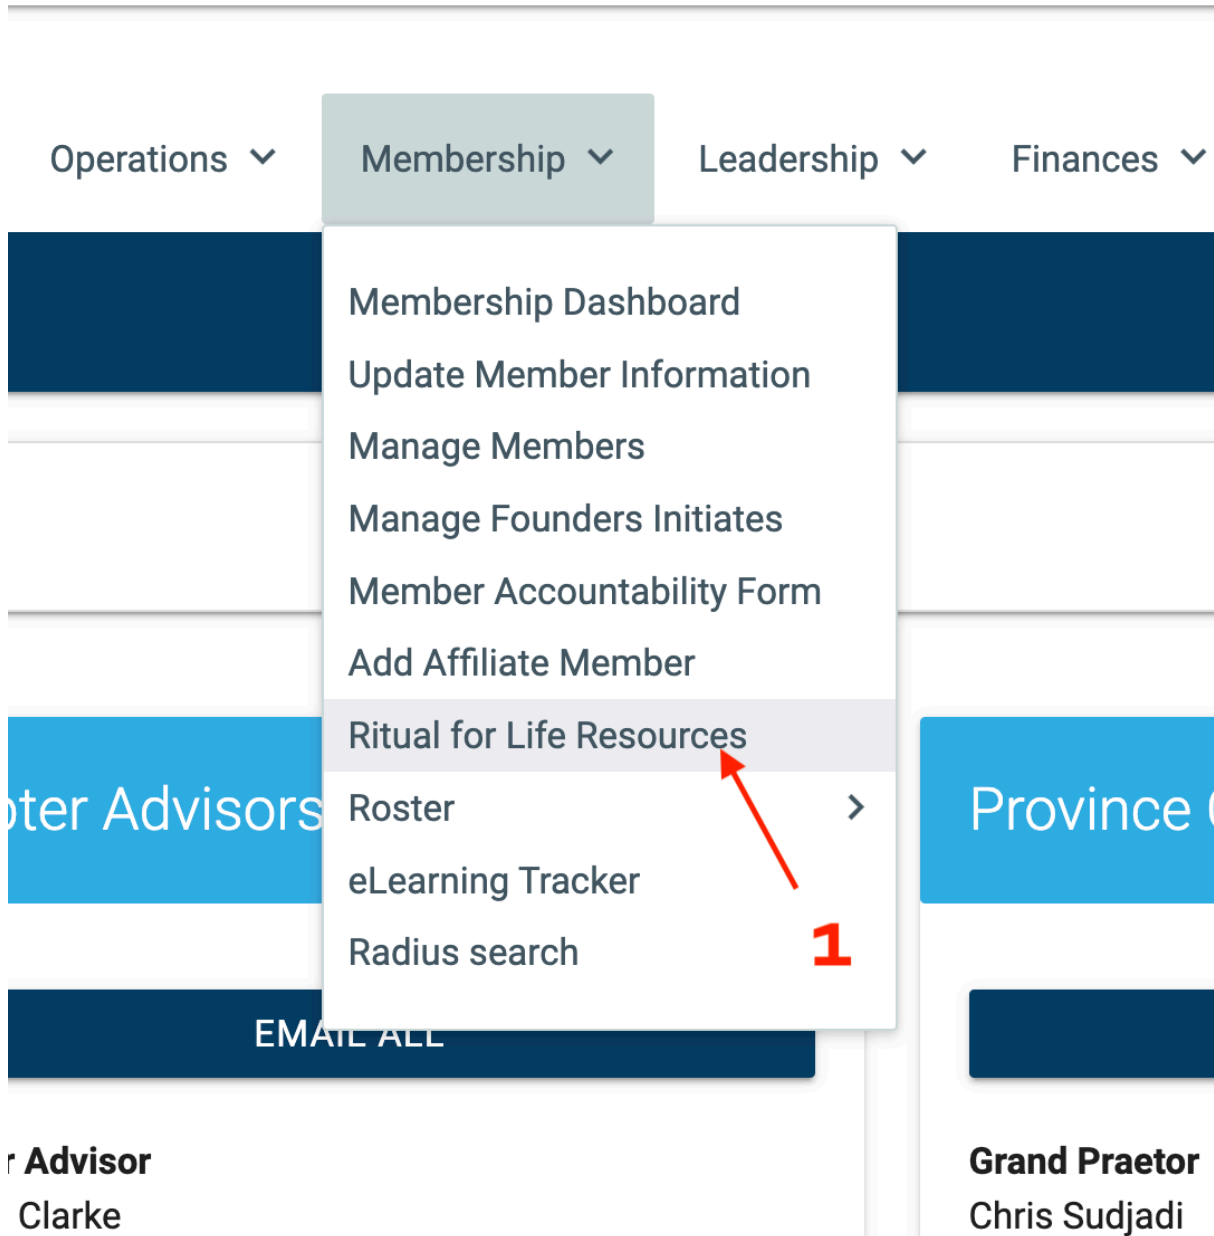 Operations Membership Leadership Finances
Membership Dashboard
Update Member Information
Manage Members
Manage Founders Initiates
Member Accountability Form
Add Affiliate Member
Ritual for Life Resources
Roster
eLearning Tracker
Radius search
1
Advisors
Province
EMAIL ALL
Advisor
Clarke
Grand Praetor
Chris Sudjadi